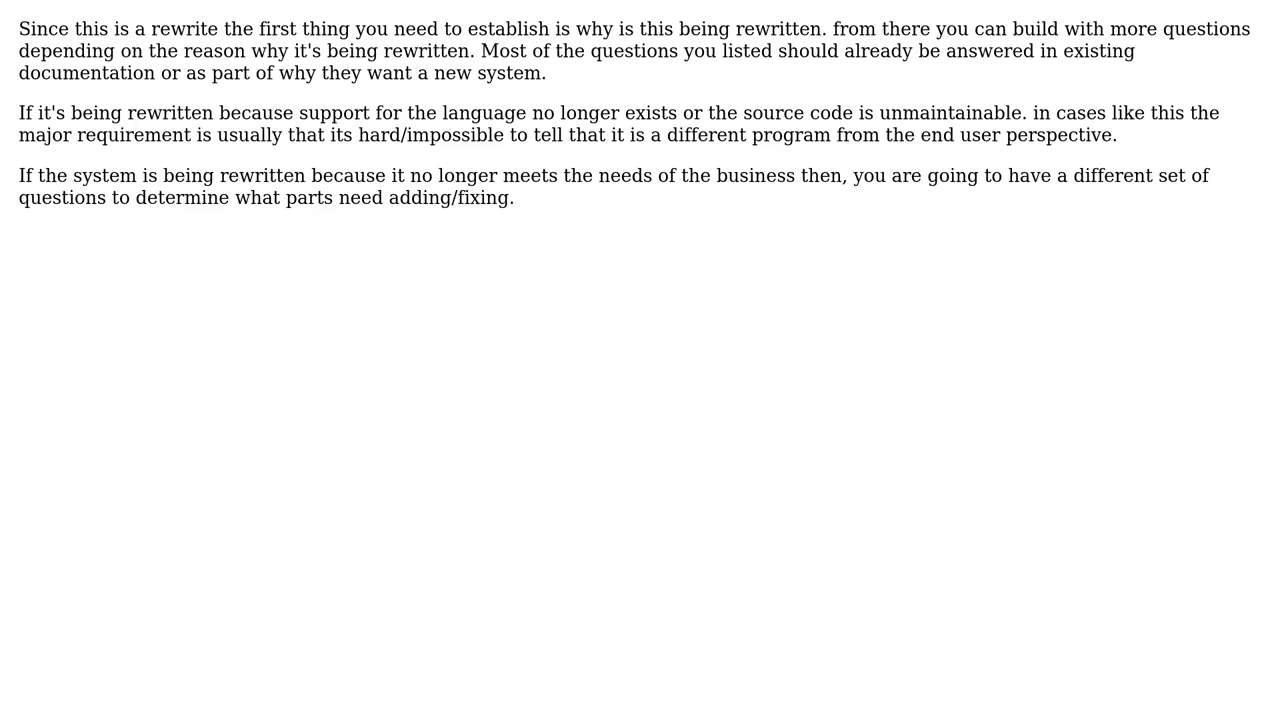 Since this is a rewrite the first thing you need to establish is why is this being rewritten. from there you can build with more questions
depending on the reason why it's being rewritten. Most of the questions you listed should already be answered in existing
documentation or as part of why they want a new system.
If it's being rewritten because support for the language no longer exists or the source code is unmaintainable. in cases like this the
major requirement is usually that its hard/impossible to tell that it is a different program from the end user perspective.
If the system is being rewritten because it no longer meets the needs of the business then, you are going to have a different set of
questions to determine what parts need adding/fixing.